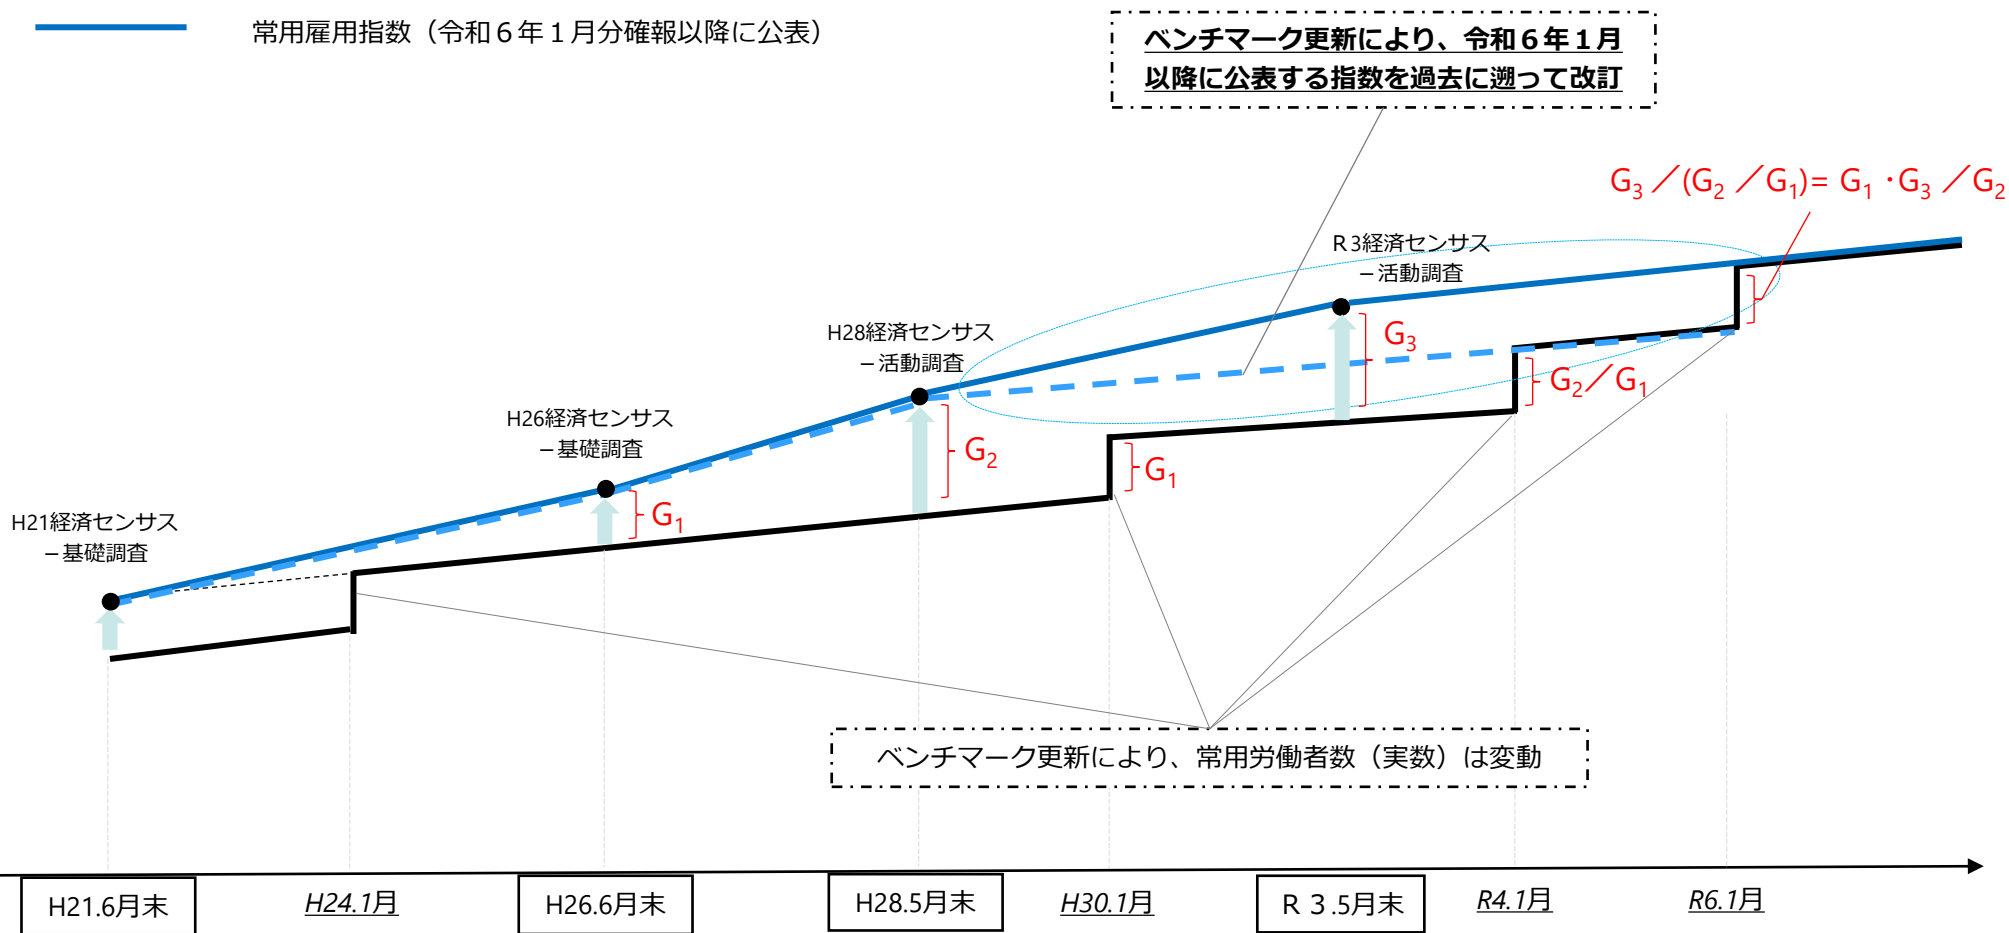 常用雇用指数（令和６年１月分確報以降に公表）
ベンチマーク更新により、令和６年１月
以降に公表する指数を過去に遡って改訂
G3／(G2／G1)= G1・G3／G2
R３経済センサス
－活動調査
H28経済センサス
－活動調査
G3
G2／G1
H26経済センサス
－基礎調査
G2
G1
G1
H21経済センサス
－基礎調査
ベンチマーク更新により、常用労働者数（実数）は変動
H21.6月末
H24.1月
H26.6月末
H28.5月末
H30.1月
R３.5月末
R4.1月
R6.1月